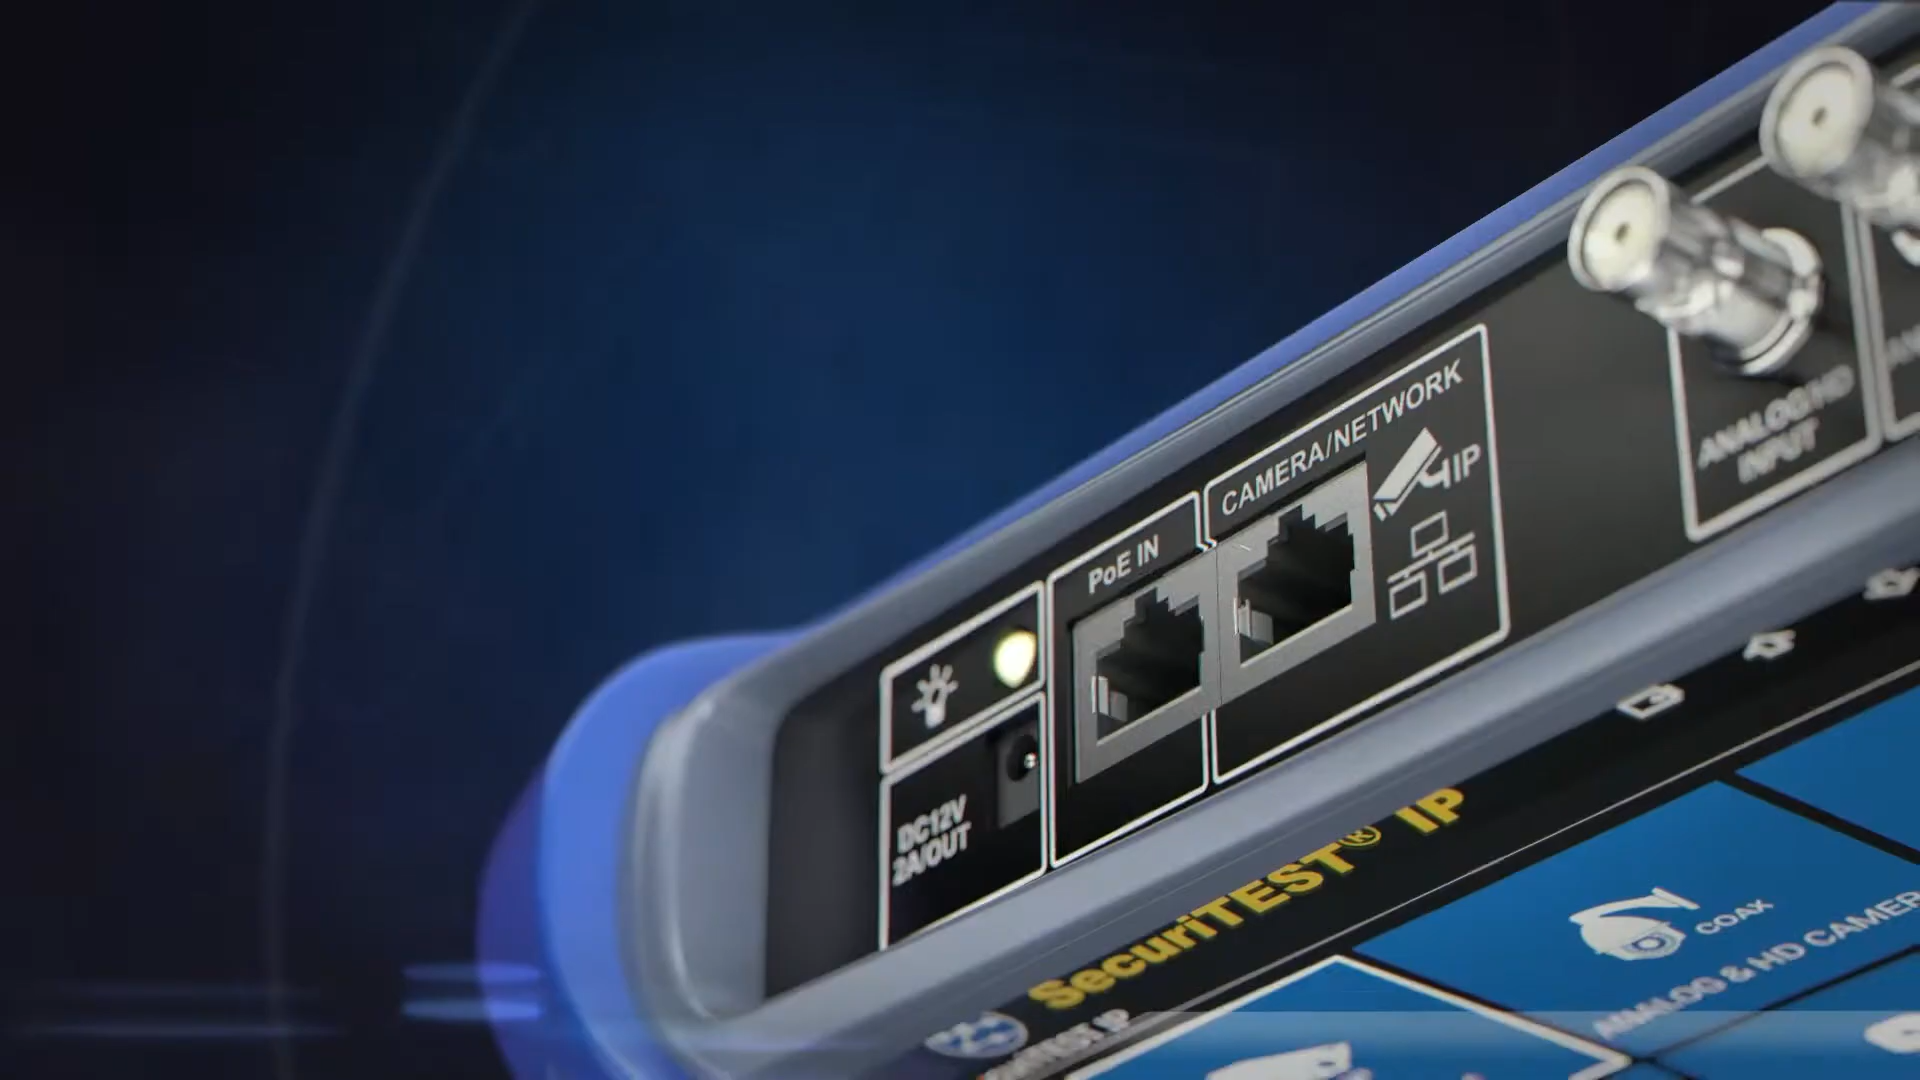 CAMERA/NETWORK
IP
PoE IN
ANALOG HD
INPUT
DC12V
2A/OUT
SecuriTEST® IP
COAX
ANALOG & HD CAMER